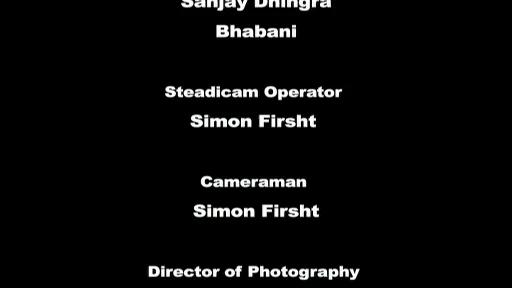 Sanjay Dhingra
Bhabani
Steadicam Operator
Simon Firsht
Cameraman
Simon Firsht
Director of Photography